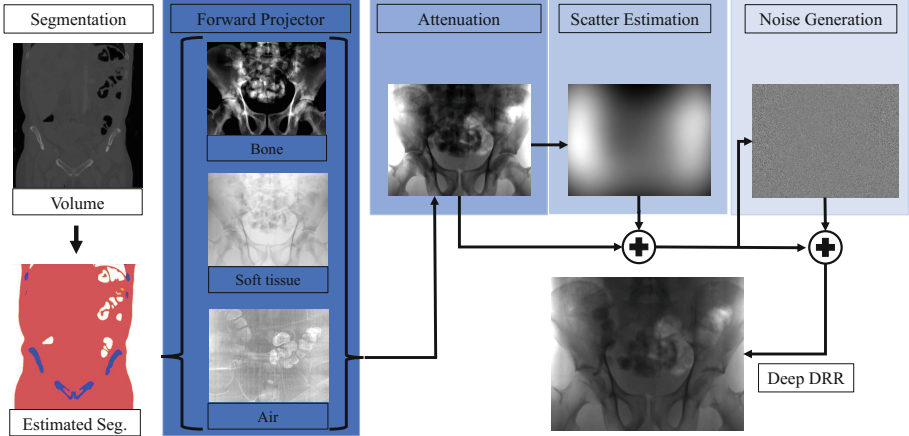 Segmentation
Volume
Estimated Seg.
Forward Projector
Bone
Soft tissue
Air
Attenuation
Scatter Estimation
Noise Generation
Deep DRR